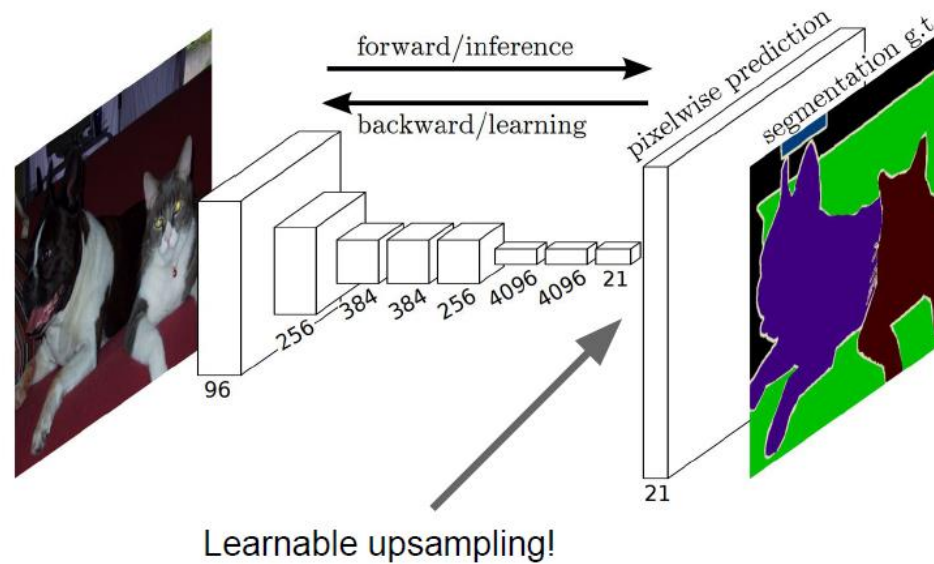 forward/inference
backward/learning
pixelwise prediction
segmentation g.t
96
256
384
384
256
4096
4096
21
21
Learnable upsampling!